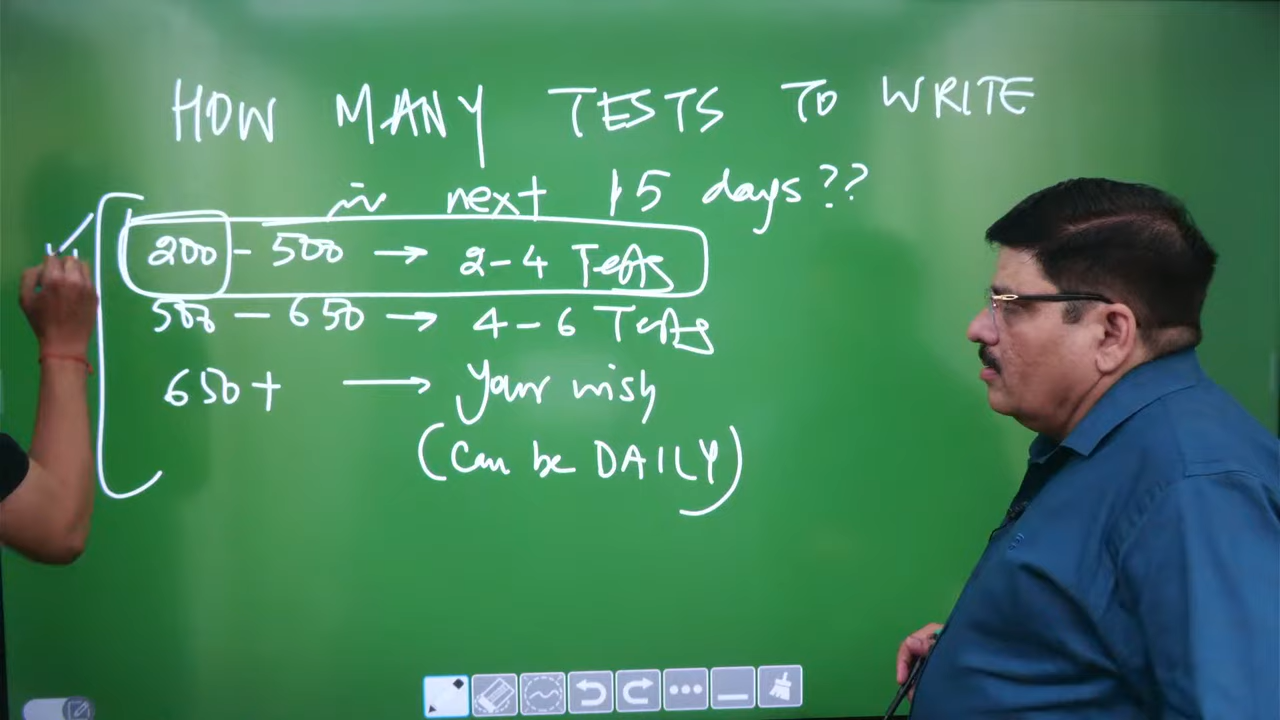 HOW MANY TESTS TO WRITE
in next 15 days??
200 - 500 → 2-4 Tests
500 - 650 → 4-6 Tests
650+ → Your wish
(Can be DAILY)